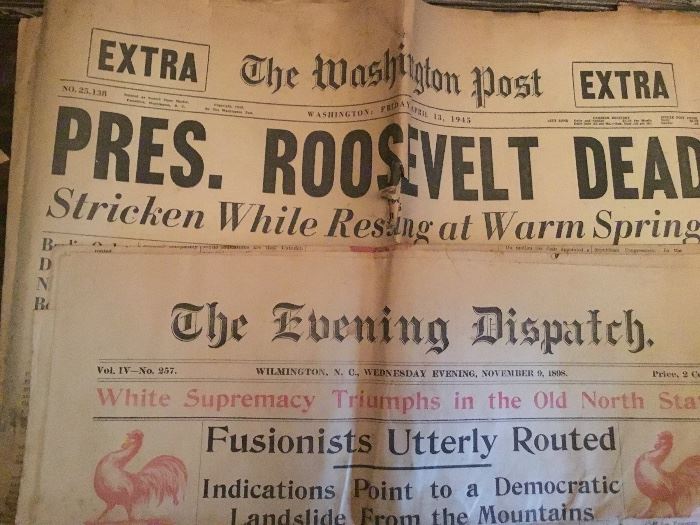 EXTRA The Washington Post EXTRA
NO. 25,138
WASHINGTON: FRIDAY APRIL 13, 1945
PRES. ROOSEVELT DEAD
Stricken While Resting at Warm Spring
The Evening Dispatch.
Vol. IV—No. 257. WILMINGTON, N. C., WEDNESDAY EVENING, NOVEMBER 9, 1898. Price, 2 C
White Supremacy Triumphs in the Old North Sta
Fusionists Utterly Routed
Indications Point to a Democratic
Landslide From the Mountains